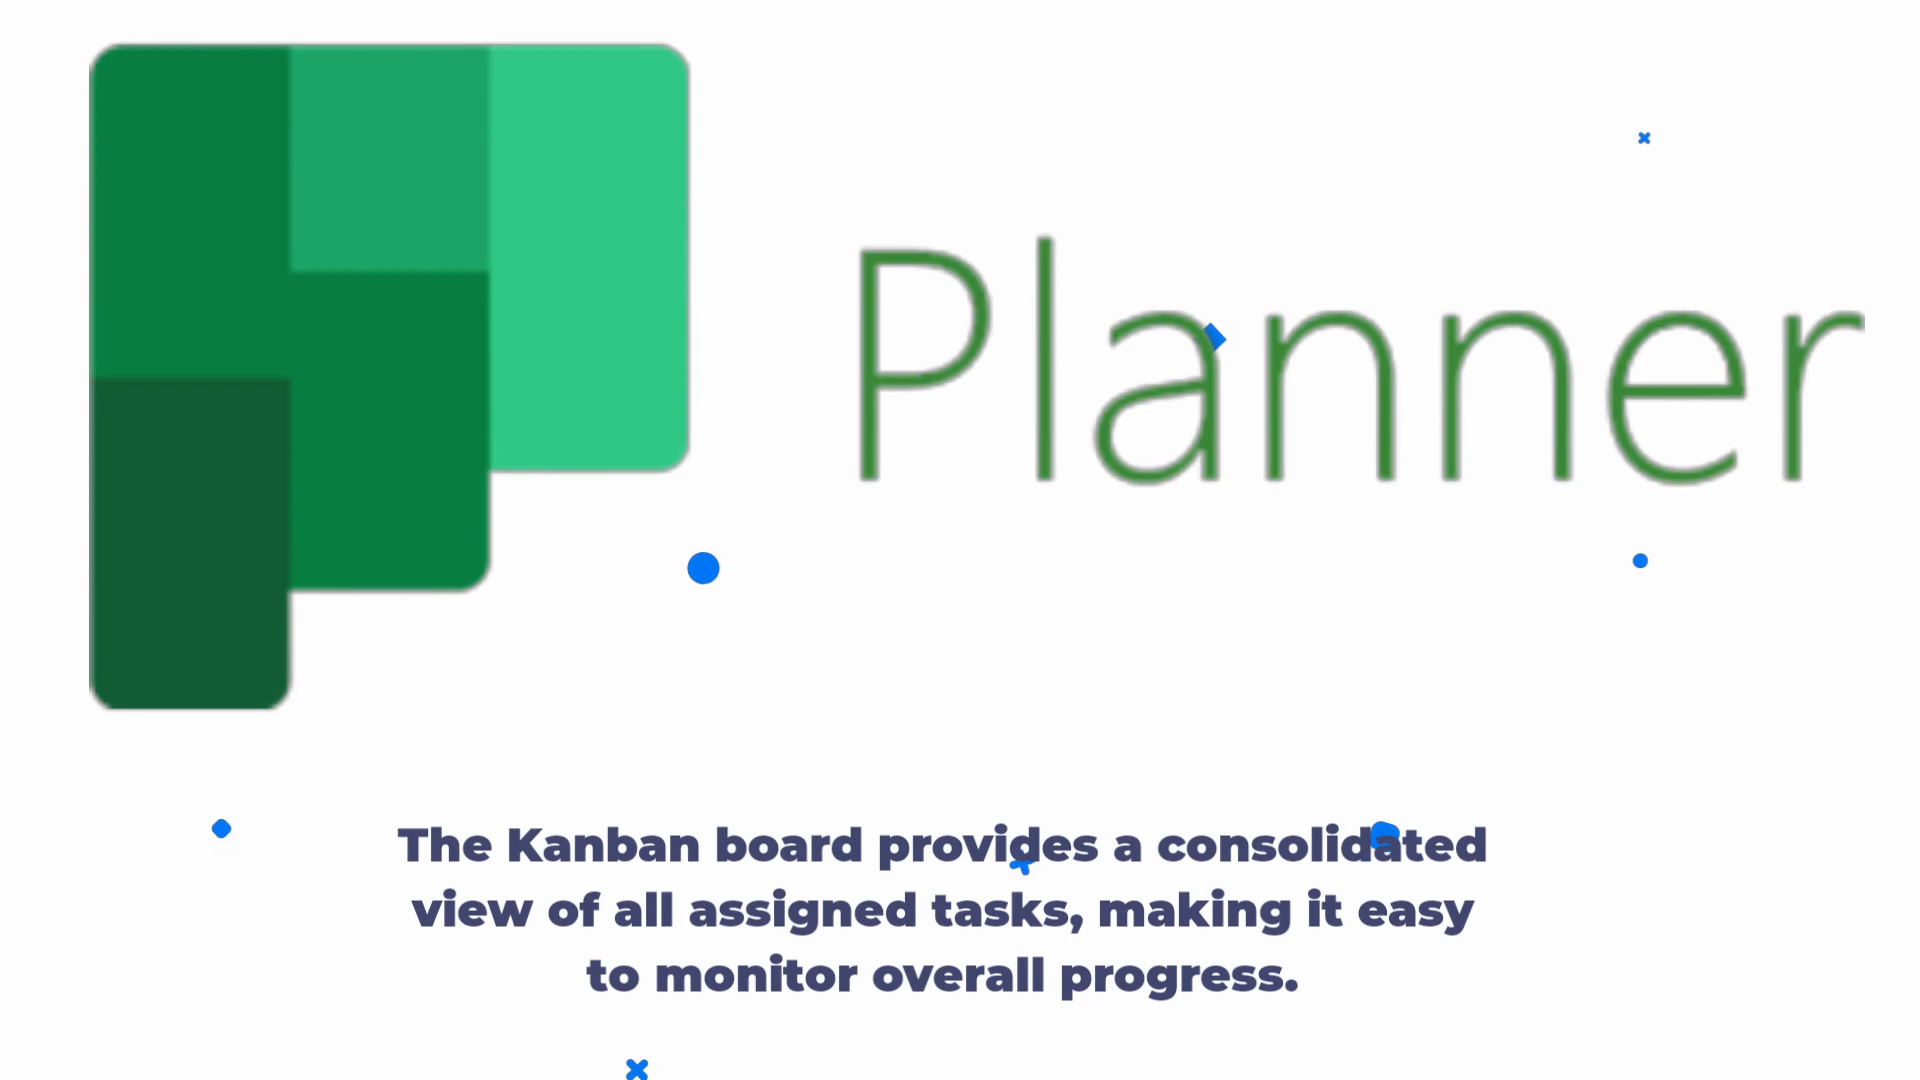 Planner
The Kanban board provides a consolidated
view of all assigned tasks, making it easy
to monitor overall progress.